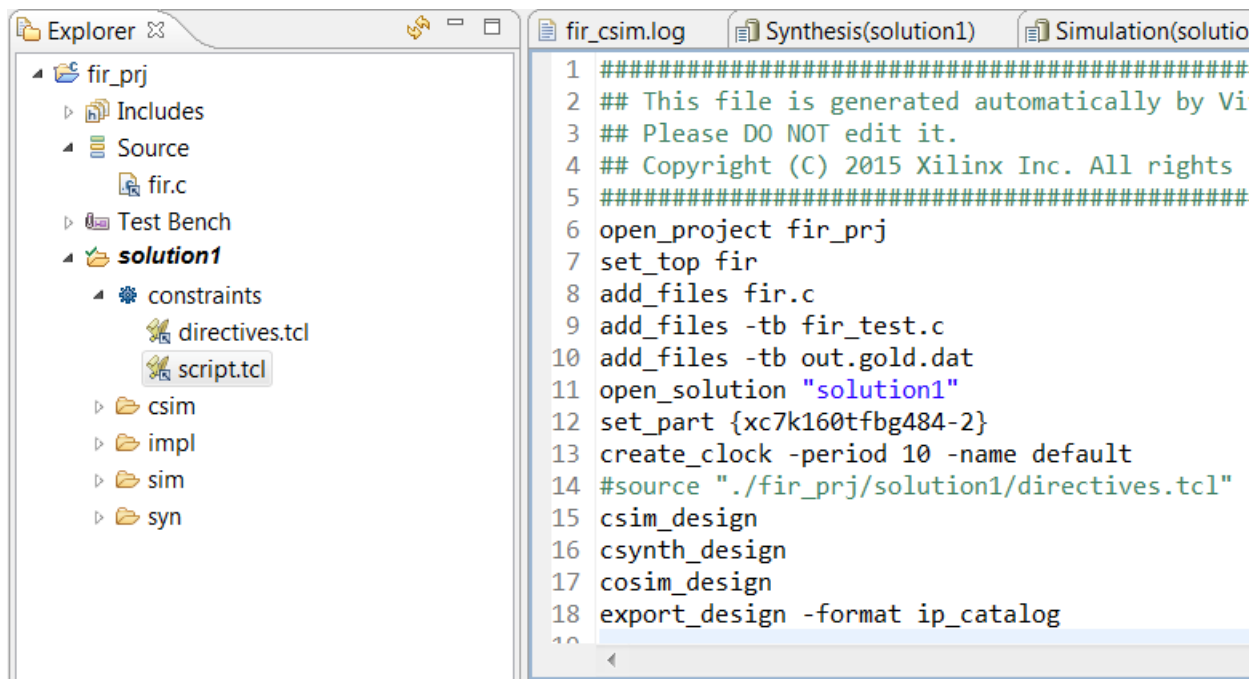 Explorer
fir_prj
Includes
Source
fir.c
Test Bench
solution1
constraints
directives.tcl
script.tcl
csim
impl
sim
syn
fir_csim.log Synthesis(solution1) Simulation(solutio
1 #############################################
2 ## This file is generated automatically by Vi
3 ## Please DO NOT edit it.
4 ## Copyright (C) 2015 Xilinx Inc. All rights
5 #############################################
6 open_project fir_prj
7 set_top fir
8 add_files fir.c
9 add_files -tb fir_test.c
10 add_files -tb out.gold.dat
11 open_solution "solution1"
12 set_part {xc7k160tfbg484-2}
13 create_clock -period 10 -name default
14 #source "./fir_prj/solution1/directives.tcl"
15 csim_design
16 csynth_design
17 cosim_design
18 export_design -format ip_catalog